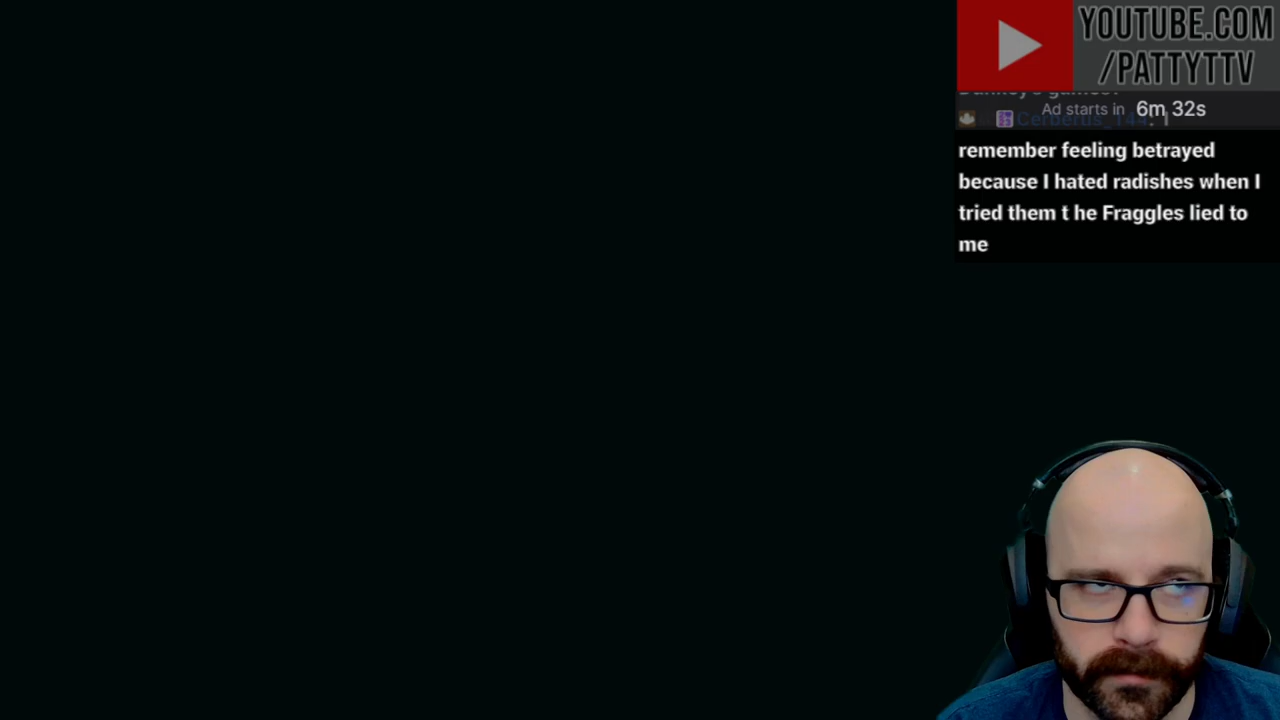 YOUTUBE.COM
/PATTYTTV
Ad starts in 6m 32s
remember feeling betrayed
because I hated radishes when I
tried them t he Fraggles lied to
me